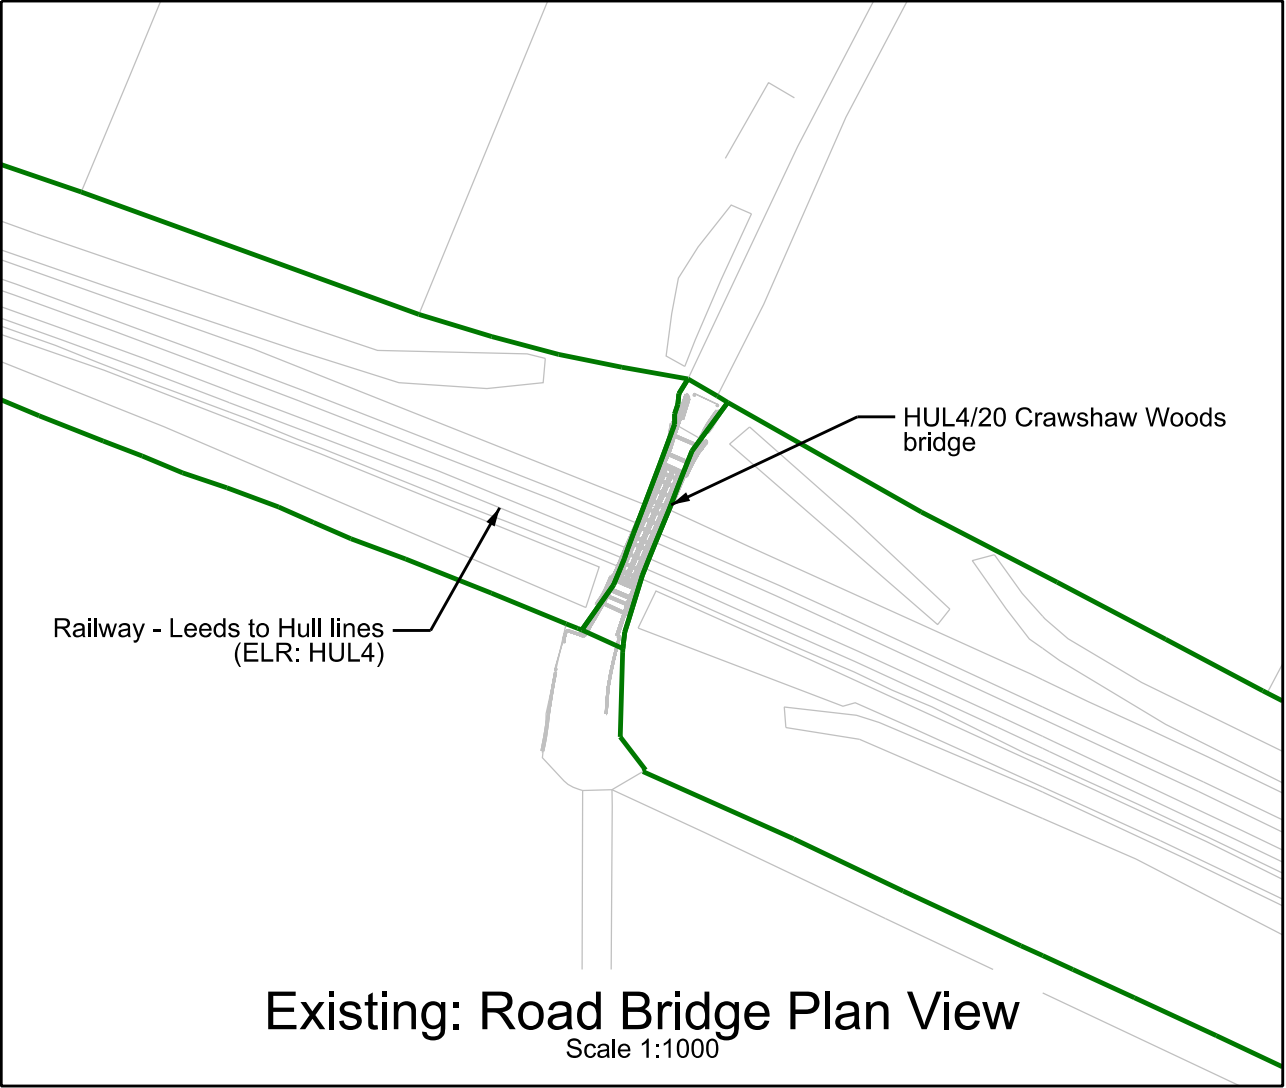 HUL4/20 Crawshaw Woods
bridge
Railway - Leeds to Hull lines
(ELR: HUL4)
Existing: Road Bridge Plan View
Scale 1:1000